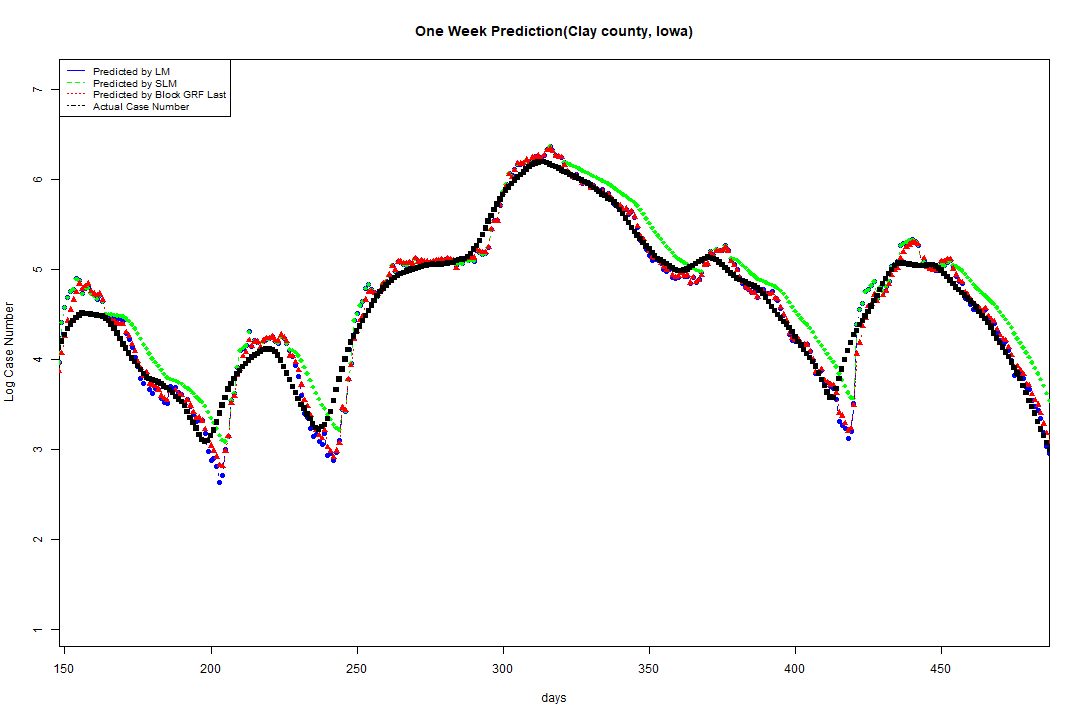 One Week Prediction(Clay county, Iowa)
Predicted by LM
Predicted by SLM
Predicted by Block GRF Last
Actual Case Number
7
6
5
4
3
2
1
Log Case Number
150 200 250 300 350 400 450
days